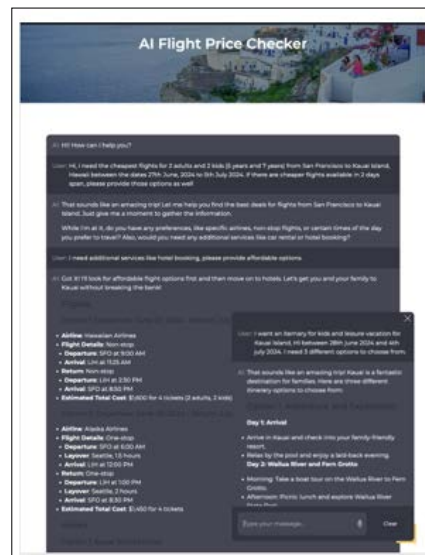 AI Flight Price Checker
AI: Hi! How can I help you?
User: Hi, I need the cheapest flights for 2 adults and 2 kids (5 years and 7 years) from San Francisco to Kauai Island,
Hawaii between the dates 27th June, 2024 to 5th July 2024. If there are cheaper flights available in 2 days
span, please provide those options as well
AI: That sounds like an amazing trip! Let me help you find the best deals for flights from San Francisco to Kauai
Island. Just give me a moment to gather the information.
While I'm at it, do you have any preferences, like specific airlines, non-stop flights, or certain times of the day
you prefer to travel? Also, would you need any additional services like car rental or hotel booking?
User: I need additional services like hotel booking, please provide affordable options
AI: Got it! I'll look for affordable flight options first and then move on to hotels. Let's get you and your family to
Kauai without breaking the bank!
Flights
• Airline: Hawaiian Airlines
• Flight Details: Non-stop
• Departure: SFO at 9:00 AM
• Arrival: LIH at 11:25 AM
• Return: Non-stop
• Departure: LIH at 2:30 PM
• Arrival: SFO at 8:50 PM
• Estimated Total Cost: $1,600 for 4 tickets (2 adults, 2 kids)
• Airline: Alaska Airlines
• Flight Details: One-stop
• Departure: SFO at 6:00 AM
• Layover: Seattle, 1.5 hours
• Arrival: LIH at 12:00 PM
• Return: One-stop
• Departure: LIH at 1:00 PM
• Layover: Seattle, 2 hours
• Arrival: SFO at 8:30 PM
• Estimated Total Cost: $1,450 for 4 tickets
Hotels
User: I want an iternary for kids and leisure vacation for
Kauai Island, HI between 28th june 2024 and 4th
july 2024. I need 3 different options to choose from.
AI: That sounds like an amazing trip! Kauai is a fantastic
destination for families. Here are three different
itinerary options to choose from:
Day 1: Arrival
• Arrive in Kauai and check into your family-friendly
resort.
• Relax by the pool and enjoy a laid-back evening.
Day 2: Wailua River and Fern Grotto
• Morning: Take a boat tour on the Wailua River to Fern
Grotto.
• Afternoon: Picnic lunch and explore Wailua River
State Park.
Type your message...
Clear